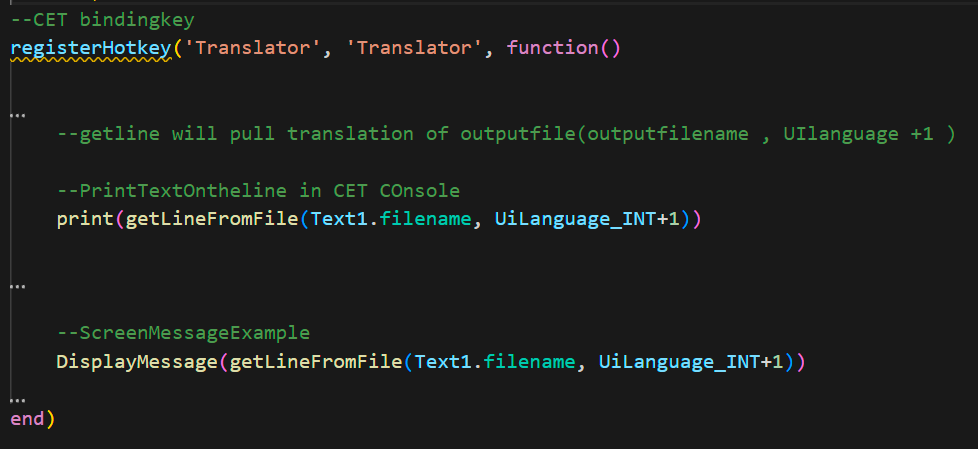 --CET bindingkey
registerHotkey('Translator', 'Translator', function()
...
--getline will pull translation of outputfile(outputfilename , UIlanguage +1 )
--PrintTextOntheline in CET COnsole
print(getLineFromFile(Text1.filename, UiLanguage_INT+1))
...
--ScreenMessageExample
DisplayMessage(getLineFromFile(Text1.filename, UiLanguage_INT+1))
...
end)